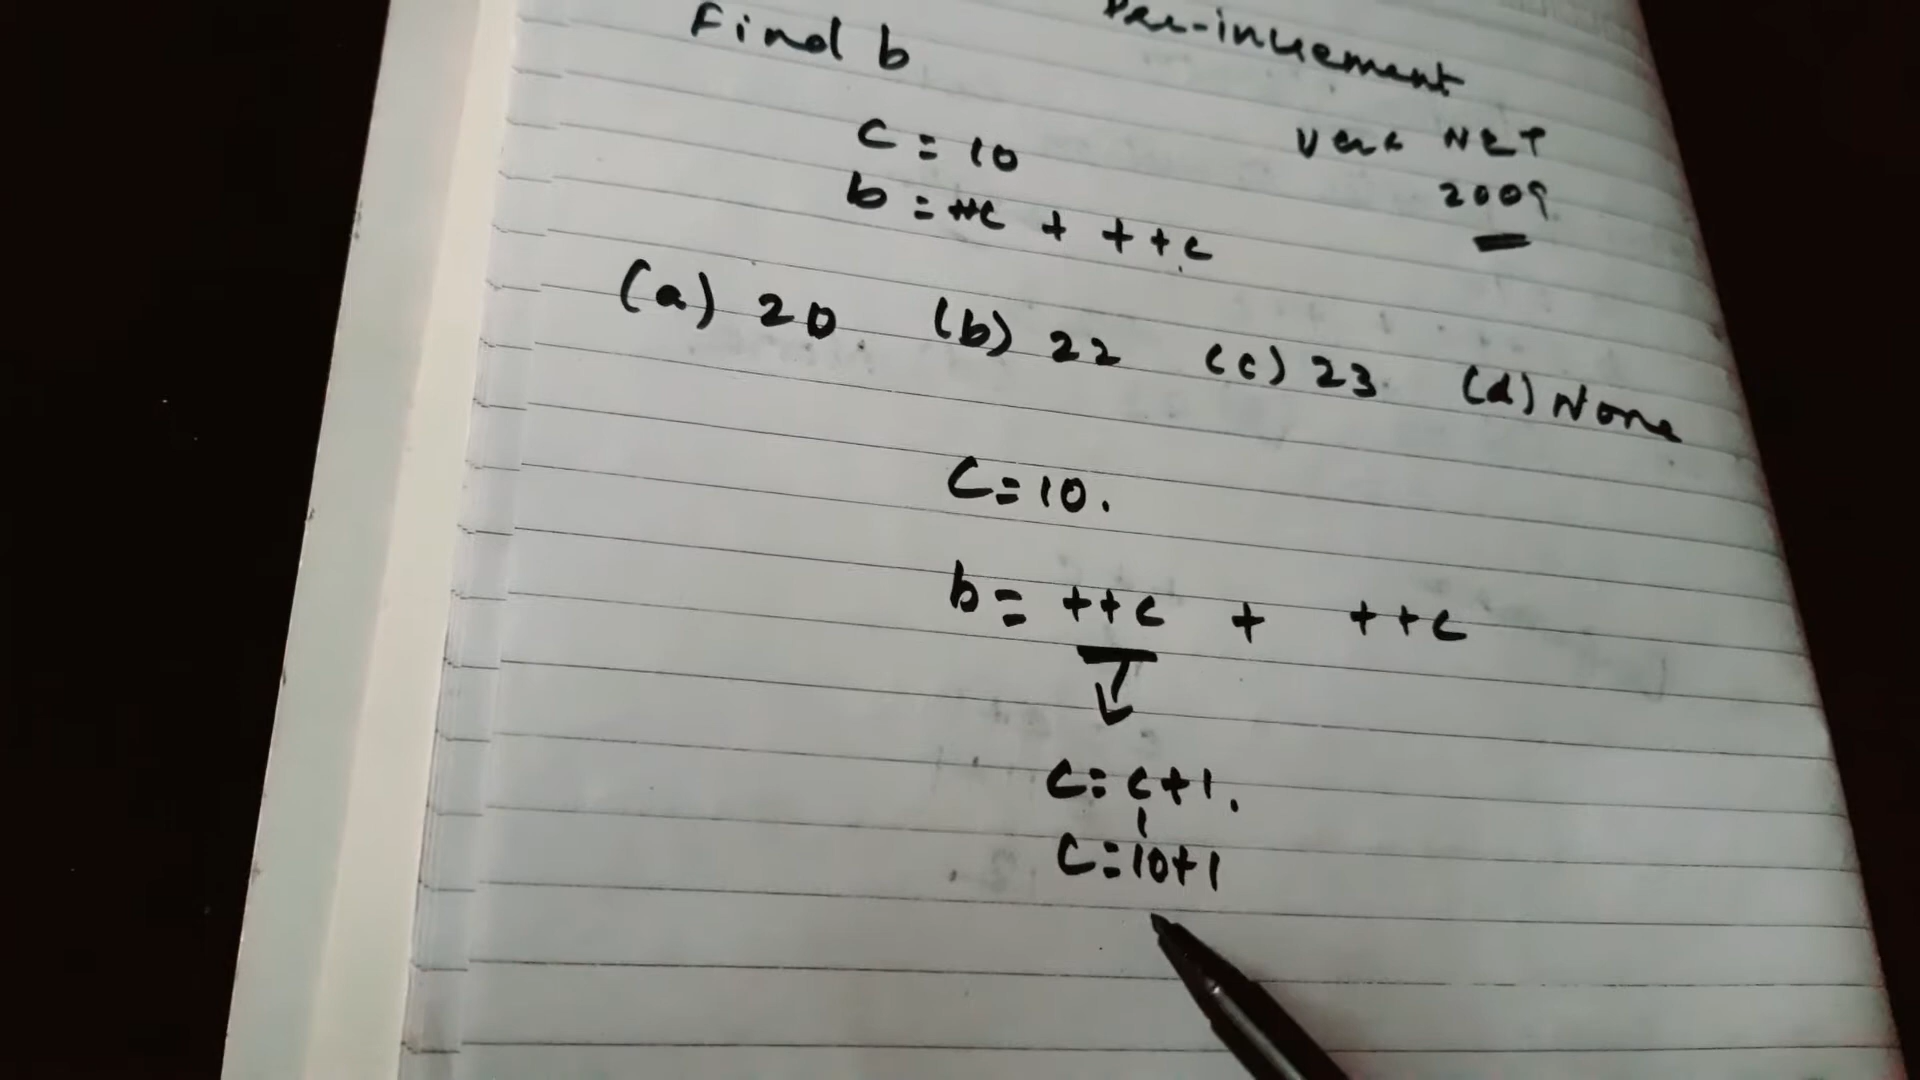 Find b
Pre-increment
C = 10
UGC NET
2009
b = ++c + ++c
(a) 20 (b) 22 (c) 23 (d) None
C = 10.
b = ++c + ++c
c = c+1.
C = 10+1